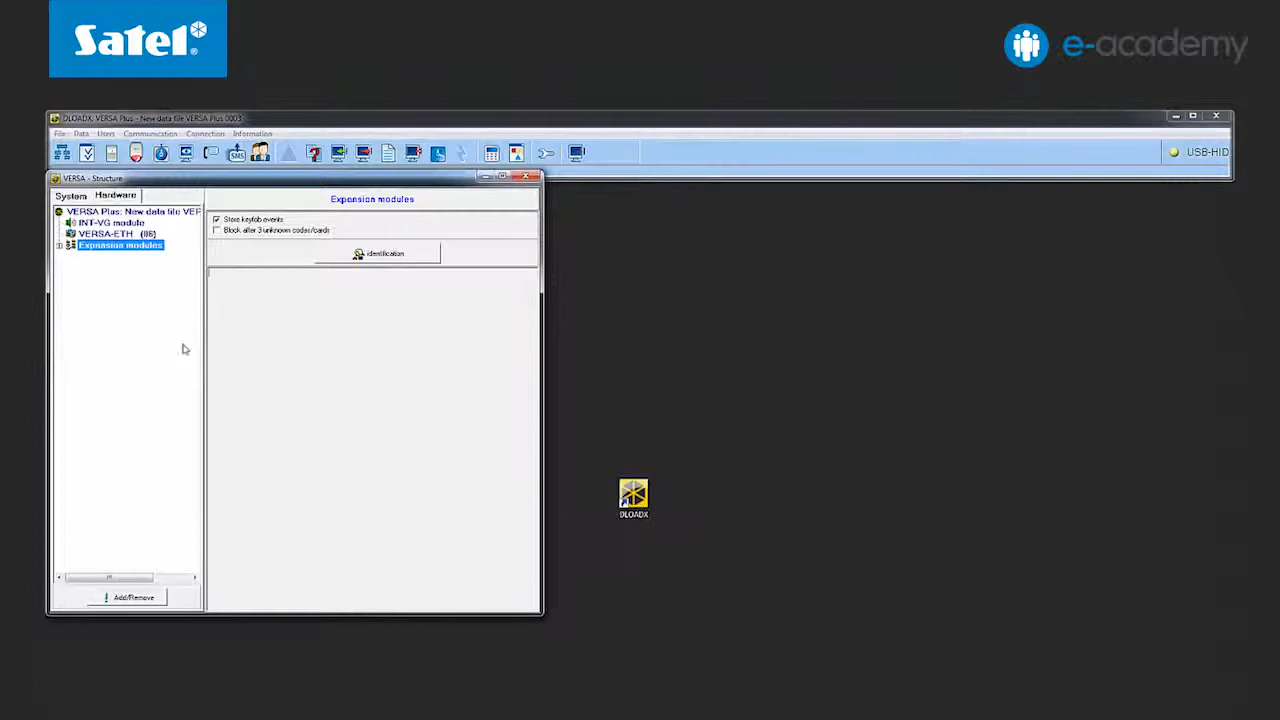 Satel®
e-academy
DLOADX, VERSA Plus - New data file VERSA Plus 0003
File Data Users Communication Connection Information
SMS
USB-HID
VERSA - Structure
System Hardware
Expansion modules
VERSA Plus: New data file VEF
INT-VG module
VERSA-ETH (06)
Expansion modules
Store keyfob events
Block after 3 unknown codes/cards
Identification
Add/Remove
DLOADX